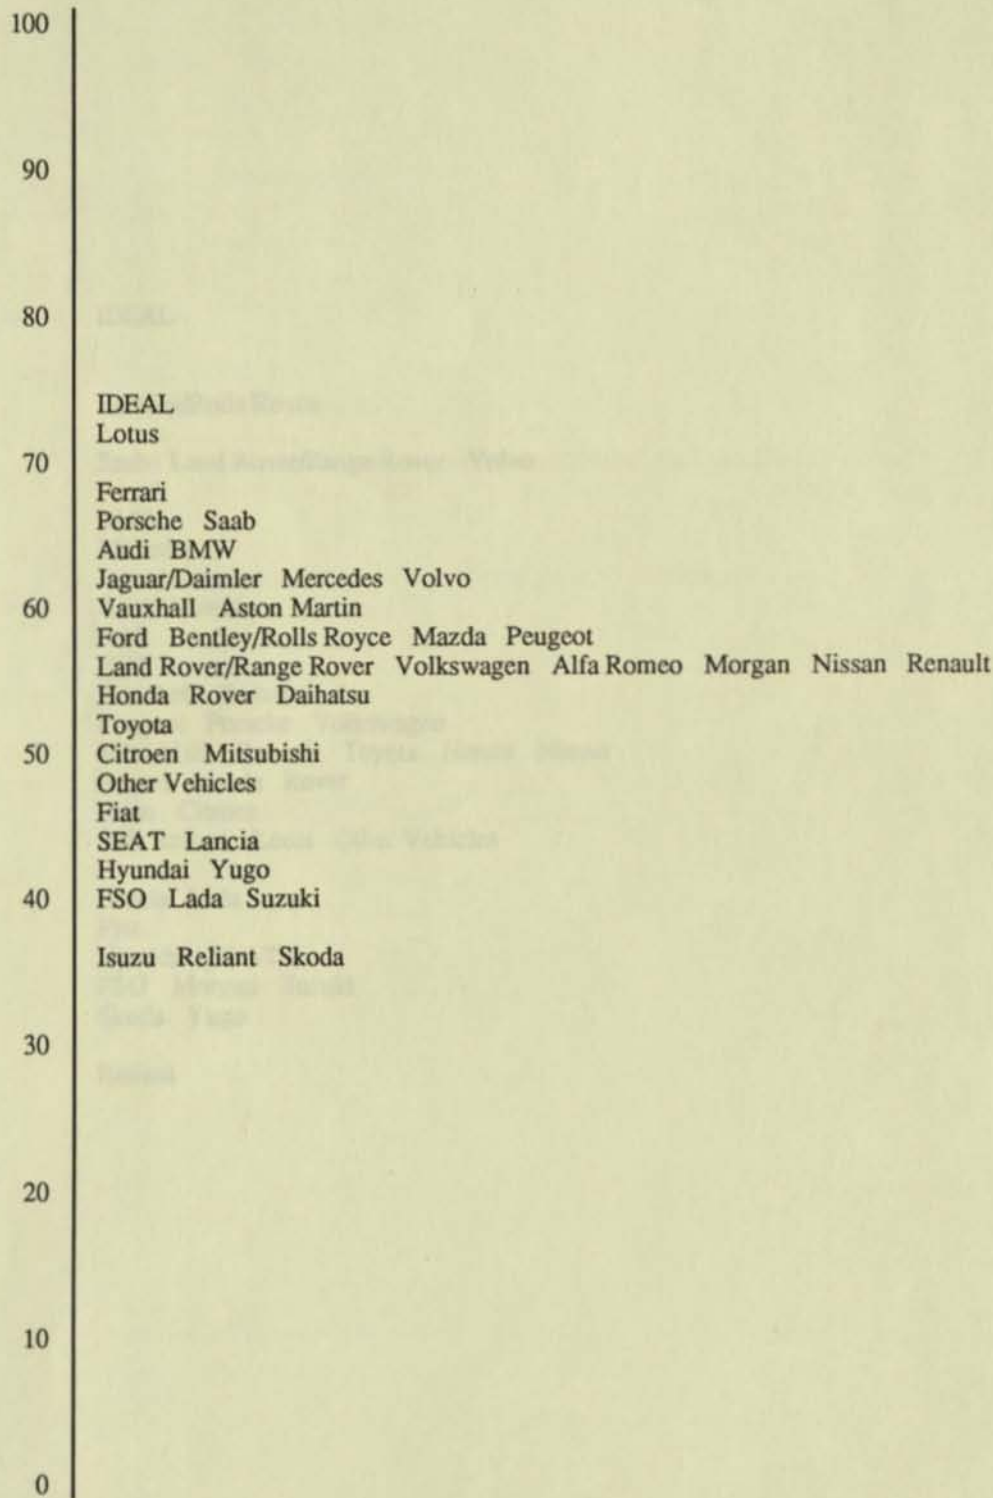 100
90
80
IDEAL
Lotus
70
Ferrari
Porsche Saab
Audi BMW
Jaguar/Daimler Mercedes Volvo
60 Vauxhall Aston Martin
Ford Bentley/Rolls Royce Mazda Peugeot
Land Rover/Range Rover Volkswagen Alfa Romeo Morgan Nissan Renault
Honda Rover Daihatsu
Toyota
50 Citroen Mitsubishi
Other Vehicles
Fiat
SEAT Lancia
Hyundai Yugo
40 FSO Lada Suzuki
Isuzu Reliant Skoda
30
20
10
0